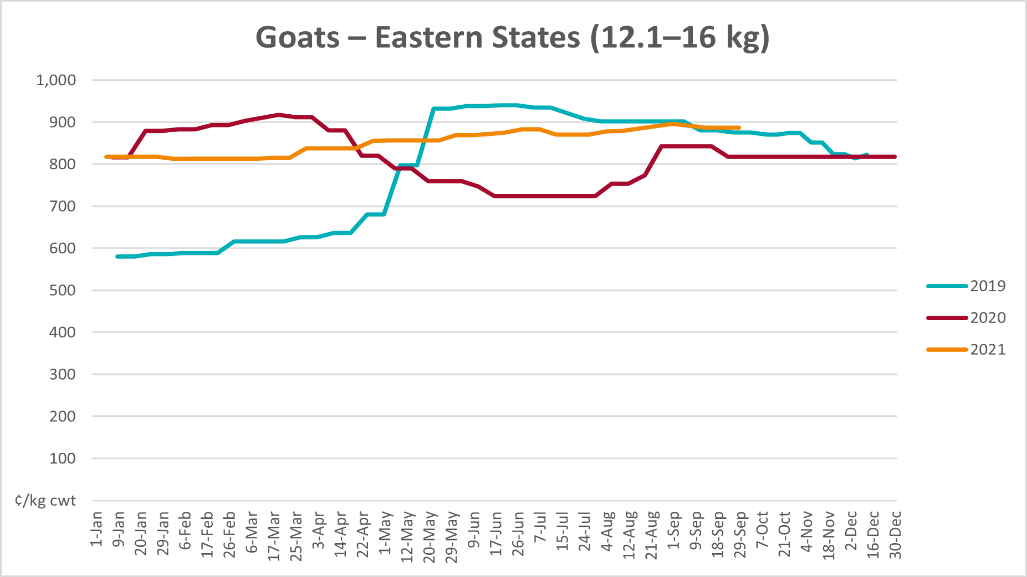 Goats – Eastern States (12.1–16 kg)
1,000
900
800
700
600
500
400
300
200
100
¢/kg cwt
1-Jan
9-Jan
20-Jan
29-Jan
6-Feb
17-Feb
26-Feb
6-Mar
17-Mar
25-Mar
3-Apr
14-Apr
22-Apr
1-May
12-May
20-May
29-May
9-Jun
17-Jun
26-Jun
7-Jul
15-Jul
24-Jul
4-Aug
12-Aug
21-Aug
1-Sep
9-Sep
18-Sep
29-Sep
7-Oct
21-Oct
4-Nov
18-Nov
2-Dec
16-Dec
30-Dec
2019
2020
2021